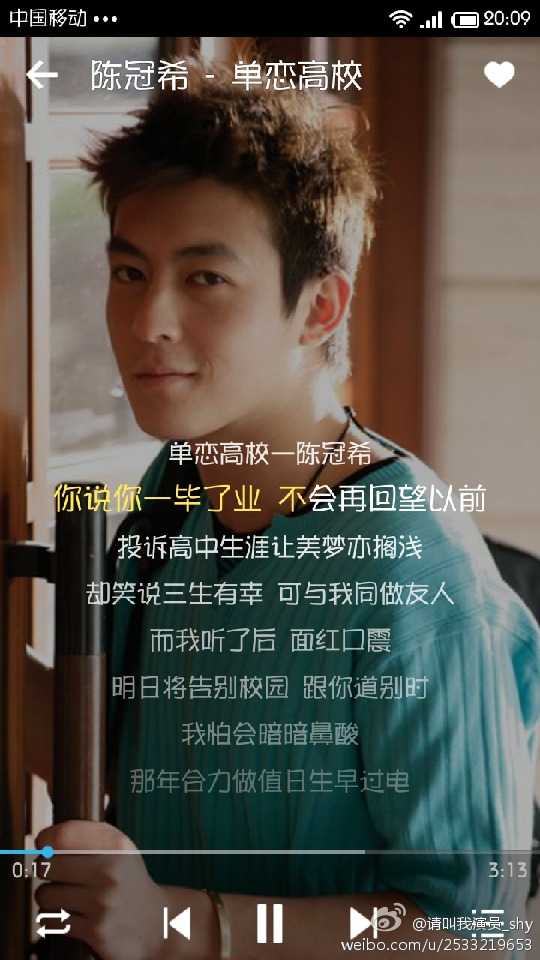 中国移动 ••• 20:09
陈冠希 - 单恋高校
单恋高校—陈冠希
你说你一毕了业 不会再回望以前
投诉高中生涯让美梦亦搁浅
却笑说三生有幸 可与我同做友人
而我听了后 面红口震
明日将告别校园 跟你道别时
我怕会暗暗鼻酸
那年合力做值日生早过电
0:17 3:13
@请叫我演员_shy
weibo.com/u/2533219653